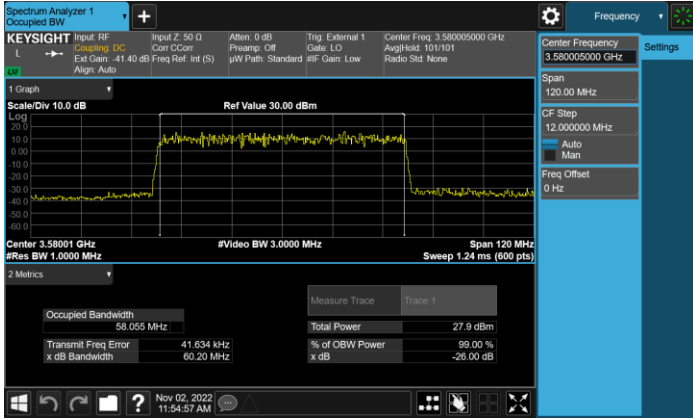 Spectrum Analyzer 1
Occupied BW
Frequency
KEYSIGHT
L
Input: RF
Coupling: DC
Ext Gain: -41.40 dB
Align: Auto
Input Z: 50 Ω
Corr CCorr
Freq Ref: Int (S)
Atten: 0 dB
Preamp: Off
µW Path: Standard
Trig: External 1
Gate: LO
#IF Gain: Low
Center Freq: 3.580005000 GHz
Avg|Hold: 101/101
Radio Std: None
Center Frequency
3.580005000 GHz
Settings
Span
120.00 MHz
CF Step
12.000000 MHz
Auto
Man
Freq Offset
0 Hz
1 Graph
Scale/Div 10.0 dB
Ref Value 30.00 dBm
Log
20.0
10.0
0.00
-10.0
-20.0
-30.0
-40.0
-50.0
-60.0
Center 3.58001 GHz
#Video BW 3.0000 MHz
Span 120 MHz
#Res BW 1.0000 MHz
Sweep 1.24 ms (600 pts)
2 Metrics
Measure Trace
Trace 1
Occupied Bandwidth
58.055 MHz
Total Power
27.9 dBm
Transmit Freq Error
41.634 kHz
% of OBW Power
99.00 %
x dB Bandwidth
60.20 MHz
x dB
-26.00 dB
?
Nov 02, 2022
11:54:57 AM